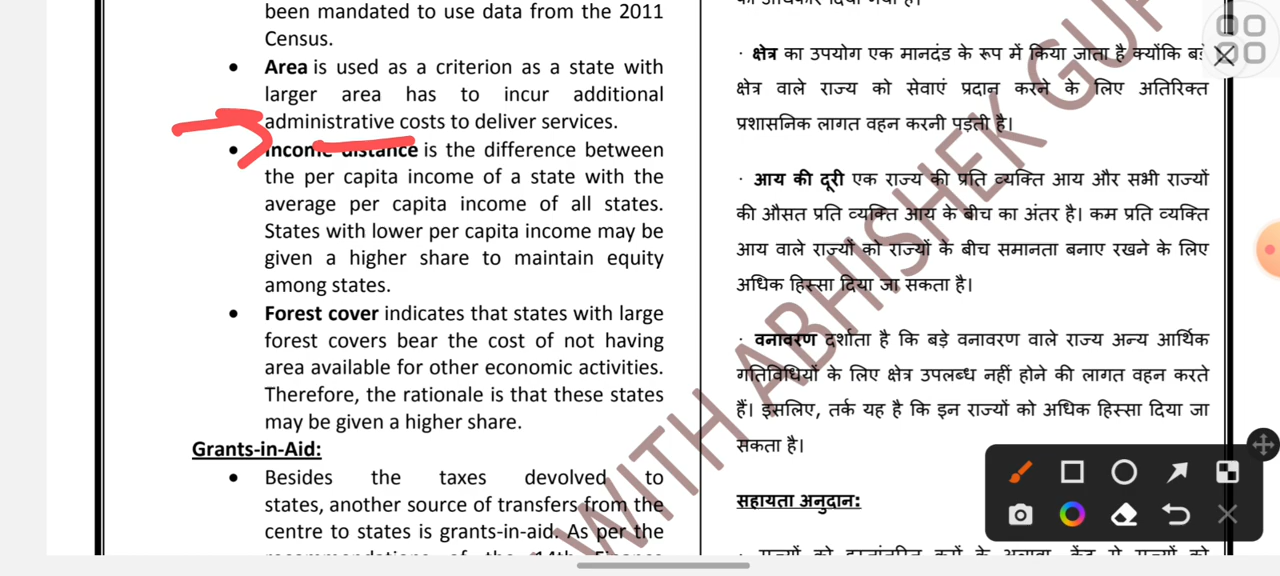 been mandated to use data from the 2011
Census.
• Area is used as a criterion as a state with
larger area has to incur additional
administrative costs to deliver services.
• Income distance is the difference between
the per capita income of a state with the
average per capita income of all states.
States with lower per capita income may be
given a higher share to maintain equity
among states.
• Forest cover indicates that states with large
forest covers bear the cost of not having
area available for other economic activities.
Therefore, the rationale is that these states
may be given a higher share.
Grants-in-Aid:
• Besides the taxes devolved to
states, another source of transfers from the
centre to states is grants-in-aid. As per the
· क्षेत्र का उपयोग एक मानदंड के रूप में किया जाता है क्योंकि बड़े
क्षेत्र वाले राज्य को सेवाएं प्रदान करने के लिए अतिरिक्त
प्रशासनिक लागत वहन करनी पड़ती है।
· आय की दूरी एक राज्य की प्रति व्यक्ति आय और सभी राज्यों
की औसत प्रति व्यक्ति आय के बीच का अंतर है। कम प्रति व्यक्ति
आय वाले राज्यों को राज्यों के बीच समानता बनाए रखने के लिए
अधिक हिस्सा दिया जा सकता है।
· वनावरण दर्शाता है कि बड़े वनावरण वाले राज्य अन्य आर्थिक
गतिविधियों के लिए क्षेत्र उपलब्ध नहीं होने की लागत वहन करते
हैं। इसलिए, तर्क यह है कि इन राज्यों को अधिक हिस्सा दिया जा
सकता है।
सहायता अनुदान:
WITH ABHISHEK GUP